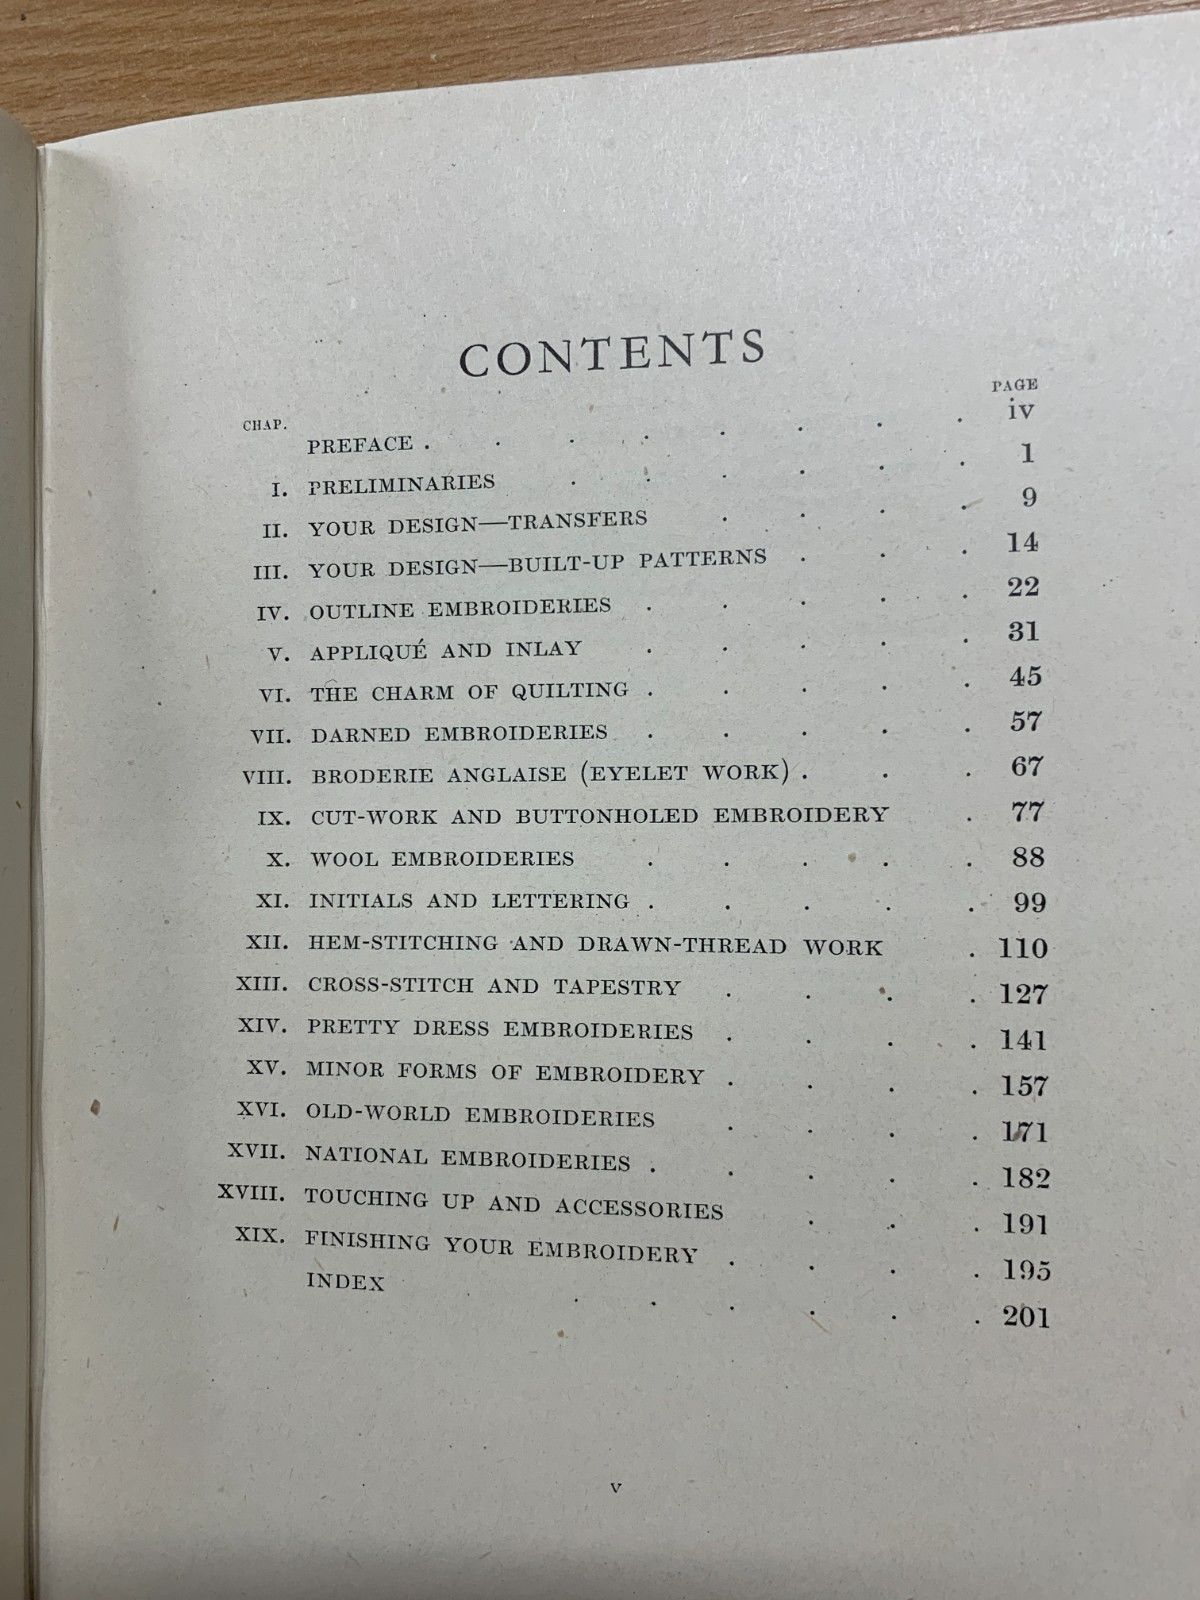 CONTENTS
CHAP. PAGE
PREFACE . . . . . . . . iv
I. PRELIMINARIES . . . . . . 1
II. YOUR DESIGN—TRANSFERS . . . . 9
III. YOUR DESIGN—BUILT-UP PATTERNS . . . 14
IV. OUTLINE EMBROIDERIES . . . . . 22
V. APPLIQUÉ AND INLAY . . . . . 31
VI. THE CHARM OF QUILTING . . . . . 45
VII. DARNED EMBROIDERIES . . . . . 57
VIII. BRODERIE ANGLAISE (EYELET WORK) . . . 67
IX. CUT-WORK AND BUTTONHOLED EMBROIDERY . 77
X. WOOL EMBROIDERIES . . . . . 88
XI. INITIALS AND LETTERING . . . . . 99
XII. HEM-STITCHING AND DRAWN-THREAD WORK . 110
XIII. CROSS-STITCH AND TAPESTRY . . . . 127
XIV. PRETTY DRESS EMBROIDERIES . . . . 141
XV. MINOR FORMS OF EMBROIDERY . . . . 157
XVI. OLD-WORLD EMBROIDERIES . . . . 171
XVII. NATIONAL EMBROIDERIES . . . . . 182
XVIII. TOUCHING UP AND ACCESSORIES . . . 191
XIX. FINISHING YOUR EMBROIDERY . . . . 195
INDEX . . . . . . 201
v